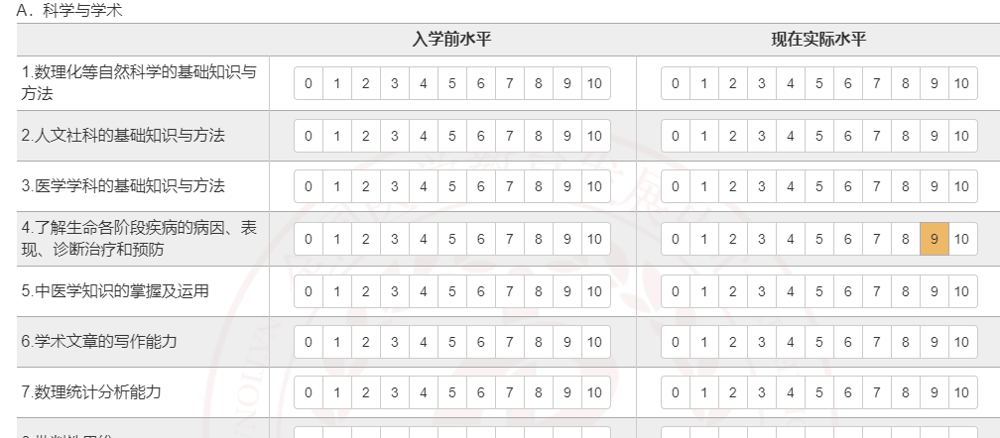 A. 科学与学术
入学前水平 现在实际水平
1.数理化等自然科学的基础知识与
方法
0 1 2 3 4 5 6 7 8 9 10 0 1 2 3 4 5 6 7 8 9 10
2.人文社科的基础知识与方法 0 1 2 3 4 5 6 7 8 9 10 0 1 2 3 4 5 6 7 8 9 10
3.医学学科的基础知识与方法 0 1 2 3 4 5 6 7 8 9 10 0 1 2 3 4 5 6 7 8 9 10
4.了解生命各阶段疾病的病因、表
现、诊断治疗和预防
0 1 2 3 4 5 6 7 8 9 10 0 1 2 3 4 5 6 7 8 9 10
5.中医学知识的掌握及运用 0 1 2 3 4 5 6 7 8 9 10 0 1 2 3 4 5 6 7 8 9 10
6.学术文章的写作能力 0 1 2 3 4 5 6 7 8 9 10 0 1 2 3 4 5 6 7 8 9 10
7.数理统计分析能力 0 1 2 3 4 5 6 7 8 9 10 0 1 2 3 4 5 6 7 8 9 10